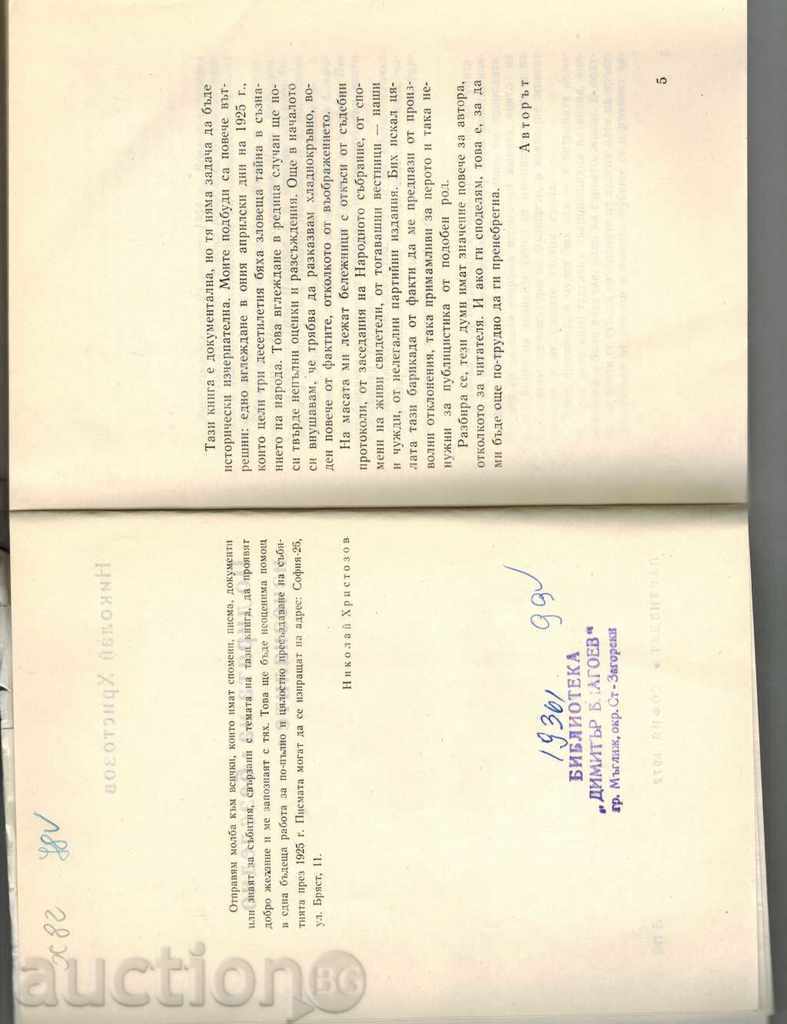 х82 V88
Отправям молба към всички, които имат спомени, писма, документи
или знаят за събития, свързани с темата на тази книга, да проявят
добро желание и ме запознаят с тях. Това ще бъде неоценима помощ
в една бъдеща работа за по-пълно и цялостно пресъздаване на съби-
тията през 1925 г. Писмата могат да се изпращат на адрес: София-26,
ул. Бряст, 11.
Николай Христозов
1936/ 99V
БИБЛИОТЕКА
„ДИМИТЪР БЛАГОЕВ“
гр. Мъглиж, окр. Ст-Загорски
Тази книга е документална, но тя няма задача да бъде
исторически изчерпателна. Моите подбуди са повече вът-
решни: едно вглеждане в ония априлски дни на 1925 г.,
които цели три десетилетия бяха зловеща тайна в съзна-
нието на народа. Това вглеждане в редица случаи ще но-
си твърде непълни оценки и разсъждения. Още в началото
си внушавам, че трябва да разказвам хладнокръвно, во-
ден повече от фактите, отколкото от въображението.
На масата ми лежат бележници с откъси от съдебни
протоколи, от заседания на Народното събрание, от спо-
мени на живи свидетели, от тогавашни вестници — наши
и чужди, от нелегални партийни издания. Бих искал ця-
лата тази барикада от факти да ме предпази от произ-
волни отклонения, така примамливи за перото и така не-
нужни за публицистика от подобен род.
Разбира се, тези думи имат значение повече за автора,
отколкото за читателя. И ако ги споделям, това е, за да
ми бъде още по-трудно да ги пренебрегна.
Авторът
5
Николай Христозов
auction BG